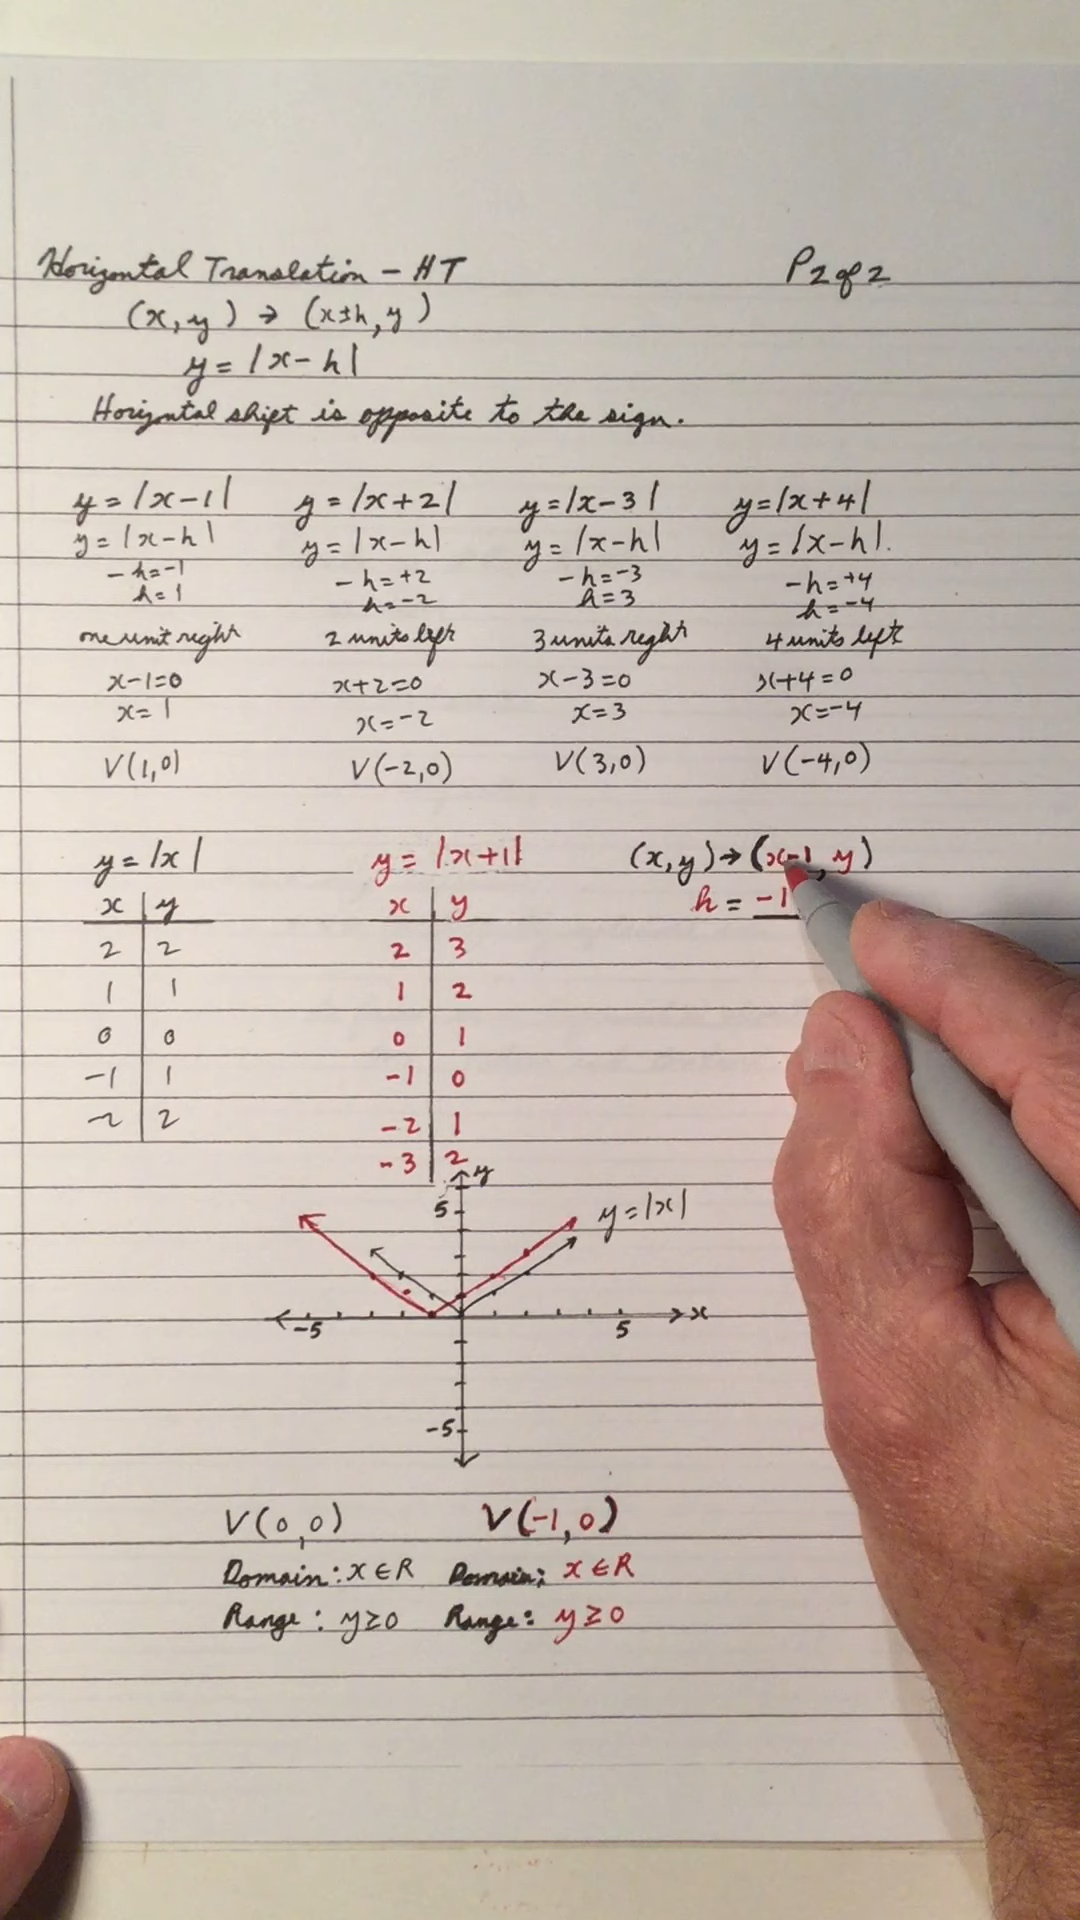 Horizontal Translation - HT P2 of 2
(x, y) → (x±h, y)
y = |x - h|
Horizontal shift is opposite to the sign.
y = |x-1| y = |x+2| y = |x-3| y = |x+4|
y = |x-h| y = |x-h| y = |x-h| y = |x-h|.
-h=-1 -h=+2 -h=-3 -h=+4
h=1 h=-2 h=3 h=-4
one unit right 2 units left 3 units right 4 units left
x-1=0 x+2=0 x-3=0 x+4=0
x=1 x=-2 x=3 x=-4
V(1,0) V(-2,0) V(3,0) V(-4,0)
y = |x| y = |x+1| (x,y) → (x-1, y)
x y x y h = -1
2 2 2 3
1 1 1 2
0 0 0 1
-1 1 -1 0
-2 2 -2 1
-3 2
y
5 y=|x|
-5 5 x
-5
V(0,0) V(-1,0)
Domain: x∈R Domain: x∈R
Range: y≥0 Range: y≥0